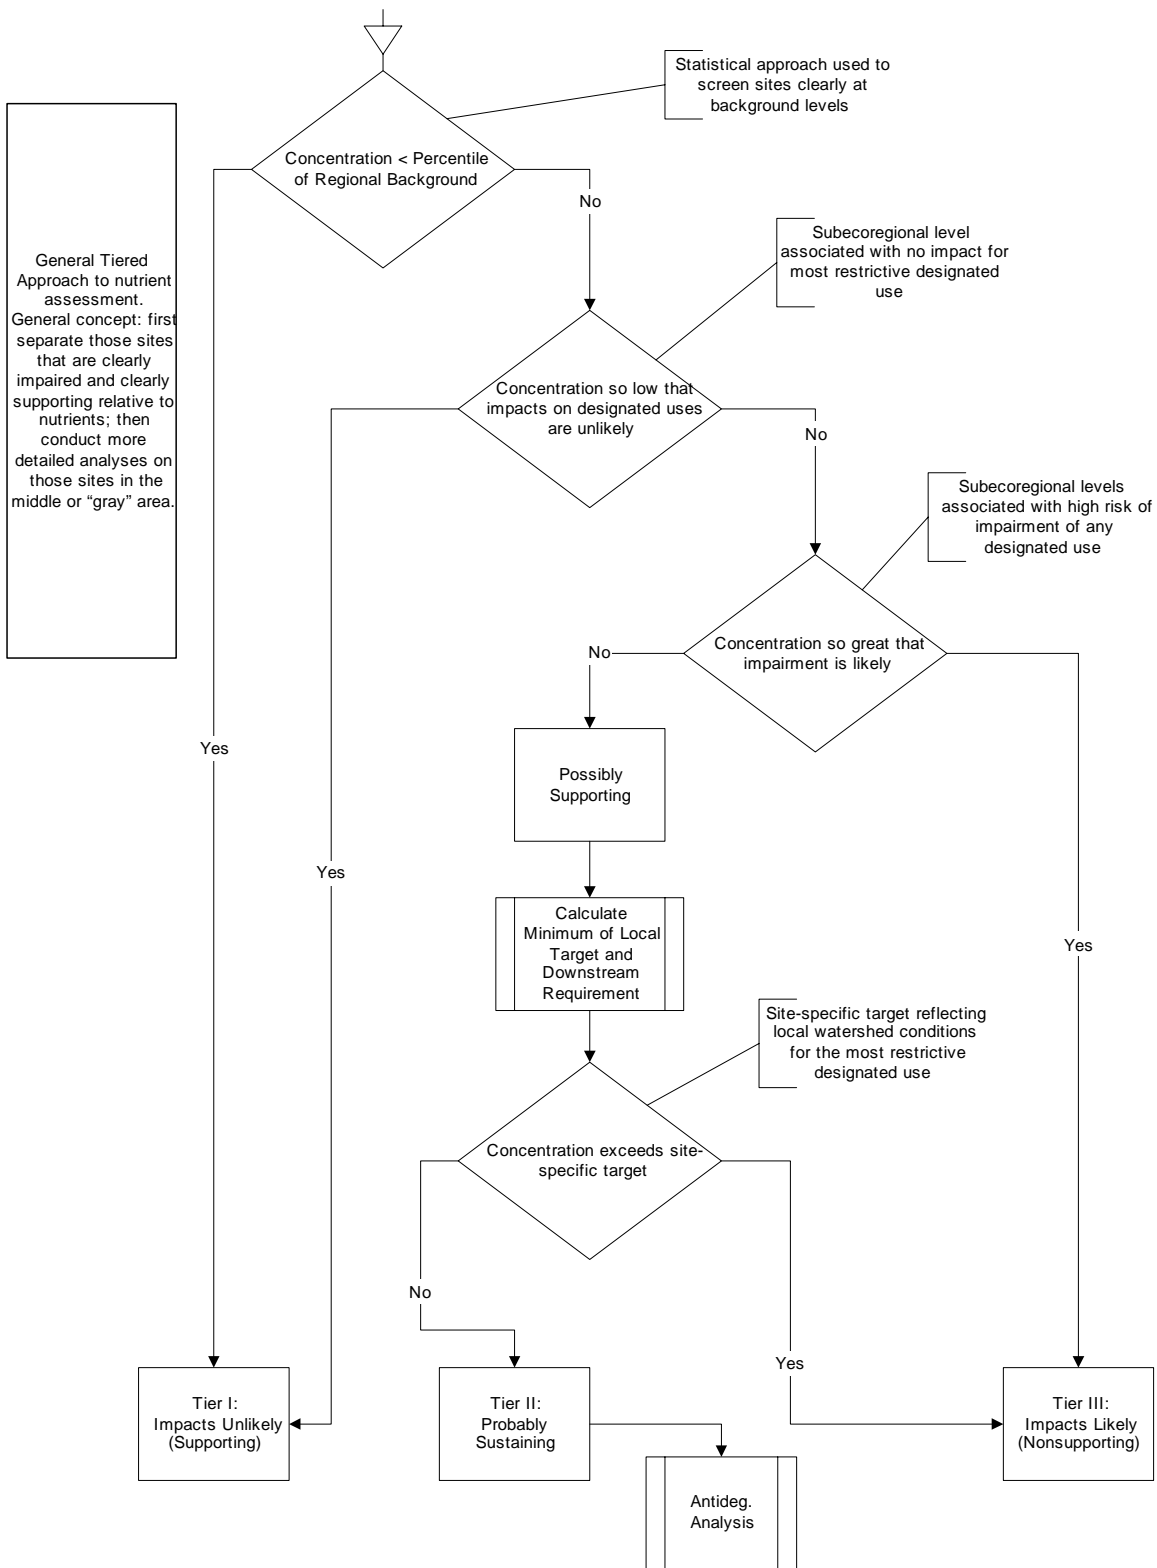 Statistical approach used to
screen sites clearly at
background levels
Concentration < Percentile
of Regional Background
No
General Tiered
Approach to nutrient
assessment.
General concept: first
separate those sites
that are clearly
impaired and clearly
supporting relative to
nutrients; then
conduct more
detailed analyses on
those sites in the
middle or “gray” area.
Subecoregional level
associated with no impact for
most restrictive designated
use
Concentration so low that
impacts on designated uses
are unlikely
No
Subecoregional levels
associated with high risk of
impairment of any
designated use
Concentration so great that
impairment is likely
No
Yes
Possibly
Supporting
Yes
Calculate
Minimum of Local
Target and
Downstream
Requirement
Yes
Site-specific target reflecting
local watershed conditions
for the most restrictive
designated use
Concentration exceeds site-
specific target
No
Yes
Tier I:
Impacts Unlikely
(Supporting)
Tier II:
Probably
Sustaining
Tier III:
Impacts Likely
(Nonsupporting)
Antideg.
Analysis